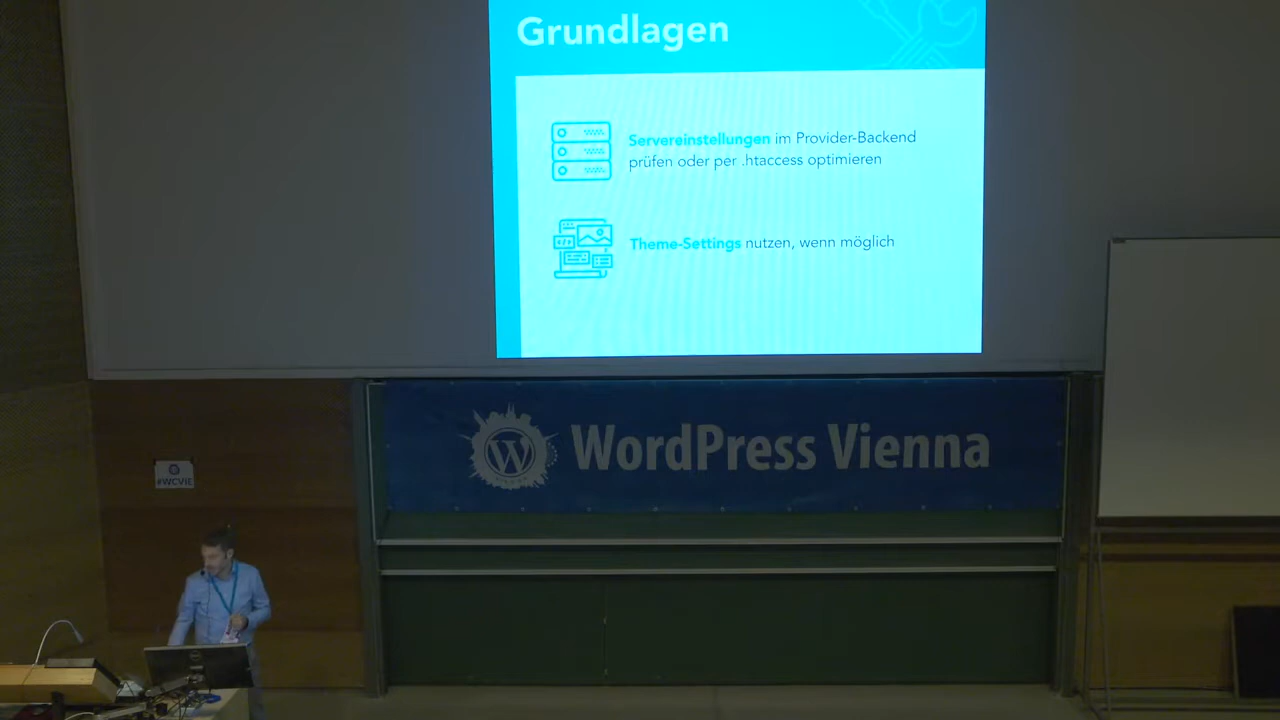 Grundlagen
Servereinstellungen im Provider-Backend
prüfen oder per .htaccess optimieren
Theme-Settings nutzen, wenn möglich
WordPress Vienna
#WCVIE